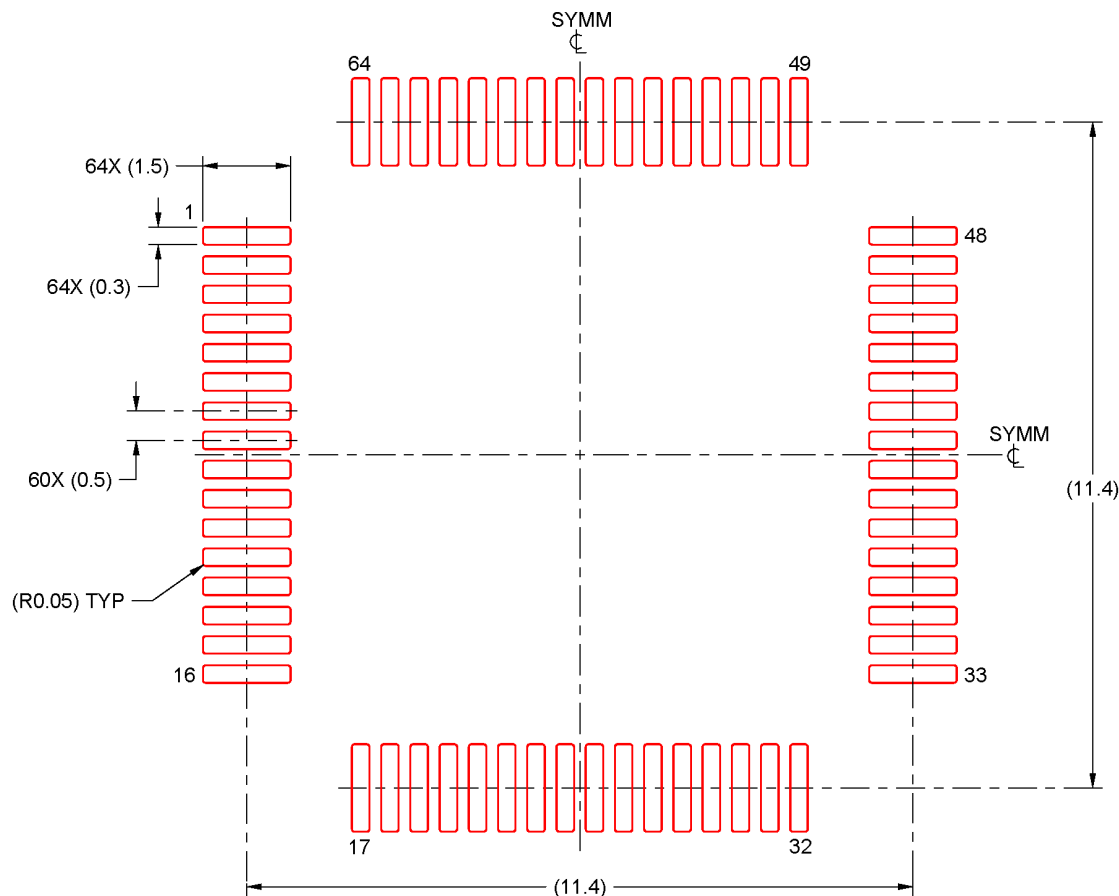 SYMM
℄
64
49
64X (1.5)
1
48
64X (0.3)
SYMM
℄
60X (0.5)
(11.4)
(R0.05) TYP
16
33
17
32
(11.4)